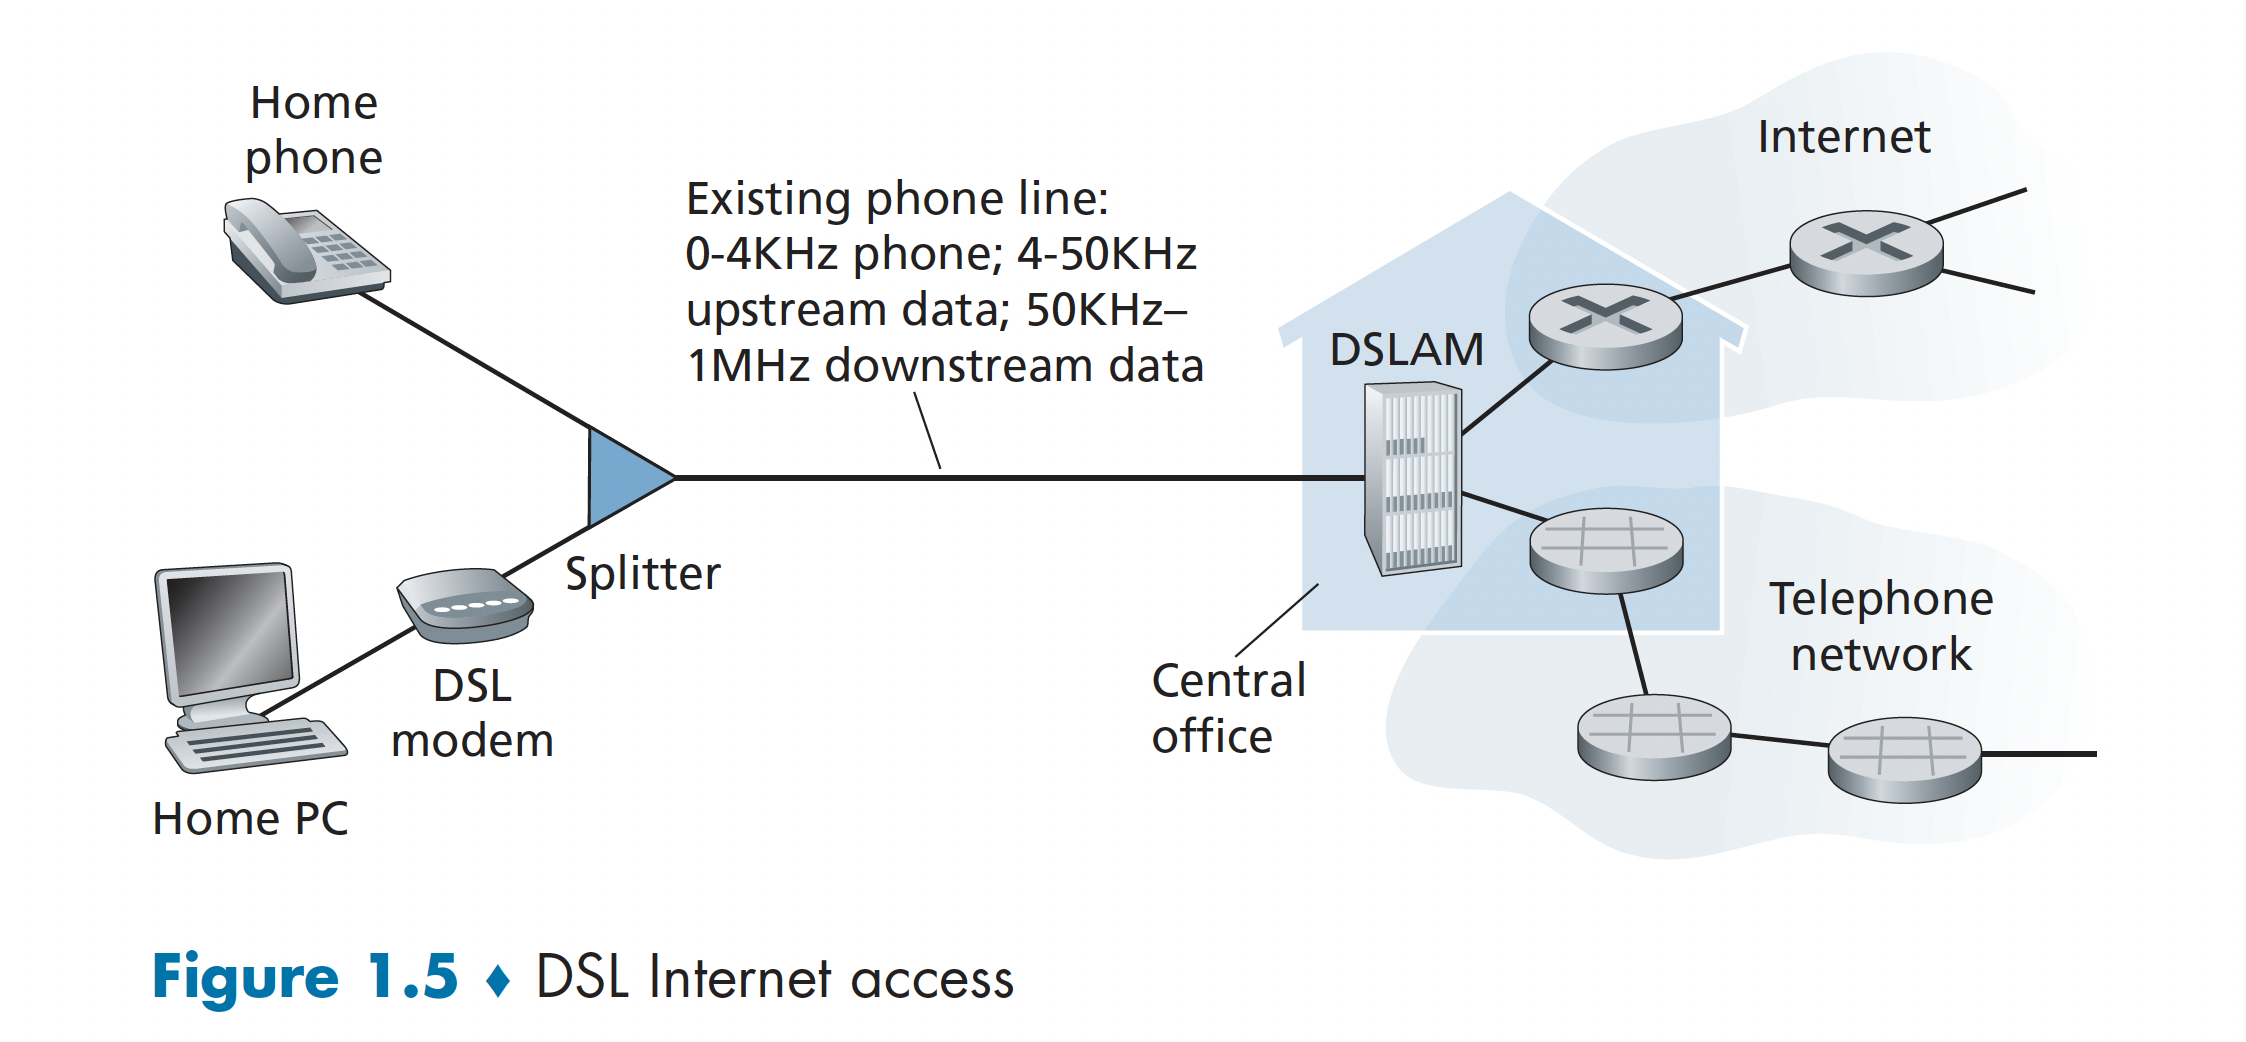 Home
phone
Existing phone line:
0-4KHz phone; 4-50KHz
upstream data; 50KHz–
1MHz downstream data
Internet
DSLAM
Splitter
DSL
modem
Home PC
Central
office
Telephone
network
Figure 1.5 ♦ DSL Internet access